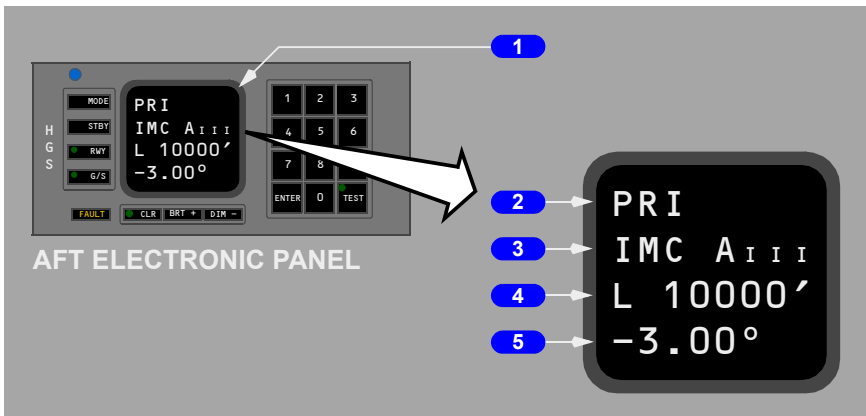 1
MODE
STBY
RWY
G/S
H
G
S
PRI
IMC AIII
L 10000′
-3.00°
1 2 3
4 5 6
7 8
ENTER 0 TEST
FAULT
CLR BRT + DIM -
AFT ELECTRONIC PANEL
2 PRI
3 IMC AIII
4 L 10000′
5 -3.00°